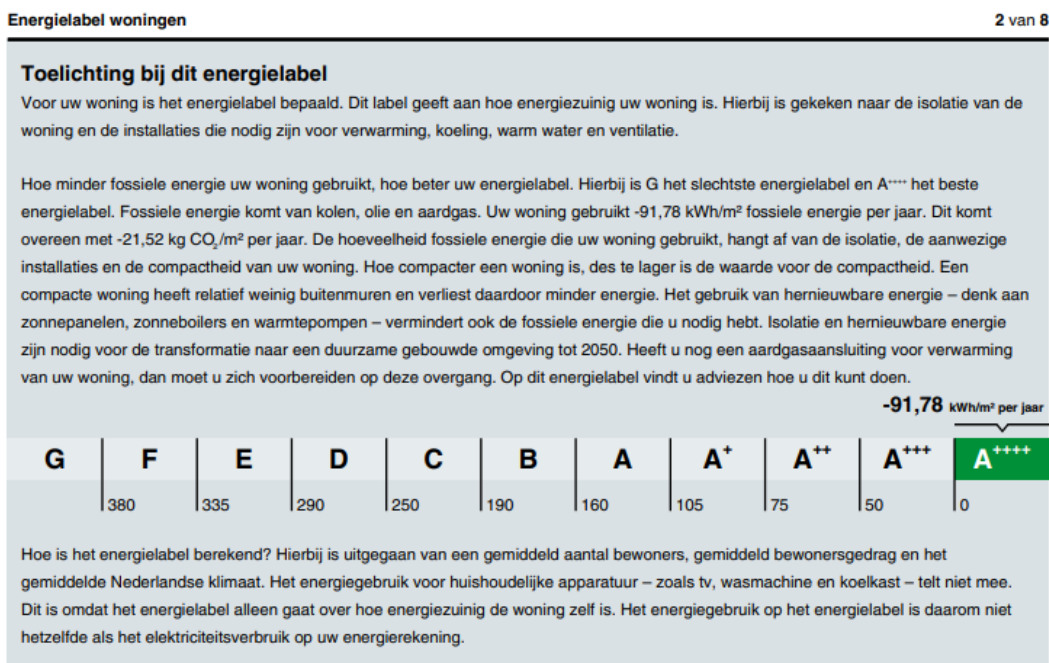 Energielabel woningen 2 van 8
Toelichting bij dit energielabel
Voor uw woning is het energielabel bepaald. Dit label geeft aan hoe energiezuinig uw woning is. Hierbij is gekeken naar de isolatie van de
woning en de installaties die nodig zijn voor verwarming, koeling, warm water en ventilatie.
Hoe minder fossiele energie uw woning gebruikt, hoe beter uw energielabel. Hierbij is G het slechtste energielabel en A⁺⁺⁺⁺ het beste
energielabel. Fossiele energie komt van kolen, olie en aardgas. Uw woning gebruikt -91,78 kWh/m² fossiele energie per jaar. Dit komt
overeen met -21,52 kg CO₂/m² per jaar. De hoeveelheid fossiele energie die uw woning gebruikt, hangt af van de isolatie, de aanwezige
installaties en de compactheid van uw woning. Hoe compacter een woning is, des te lager is de waarde voor de compactheid. Een
compacte woning heeft relatief weinig buitenmuren en verliest daardoor minder energie. Het gebruik van hernieuwbare energie – denk aan
zonnepanelen, zonneboilers en warmtepompen – vermindert ook de fossiele energie die u nodig hebt. Isolatie en hernieuwbare energie
zijn nodig voor de transformatie naar een duurzame gebouwde omgeving tot 2050. Heeft u nog een aardgasaansluiting voor verwarming
van uw woning, dan moet u zich voorbereiden op deze overgang. Op dit energielabel vindt u adviezen hoe u dit kunt doen.
-91,78 kWh/m² per jaar
G F E D C B A A⁺ A⁺⁺ A⁺⁺⁺ A⁺⁺⁺⁺
380 335 290 250 190 160 105 75 50 0
Hoe is het energielabel berekend? Hierbij is uitgegaan van een gemiddeld aantal bewoners, gemiddeld bewonersgedrag en het
gemiddelde Nederlandse klimaat. Het energiegebruik voor huishoudelijke apparatuur – zoals tv, wasmachine en koelkast – telt niet mee.
Dit is omdat het energielabel alleen gaat over hoe energiezuinig de woning zelf is. Het energiegebruik op het energielabel is daarom niet
hetzelfde als het elektriciteitsverbruik op uw energierekening.